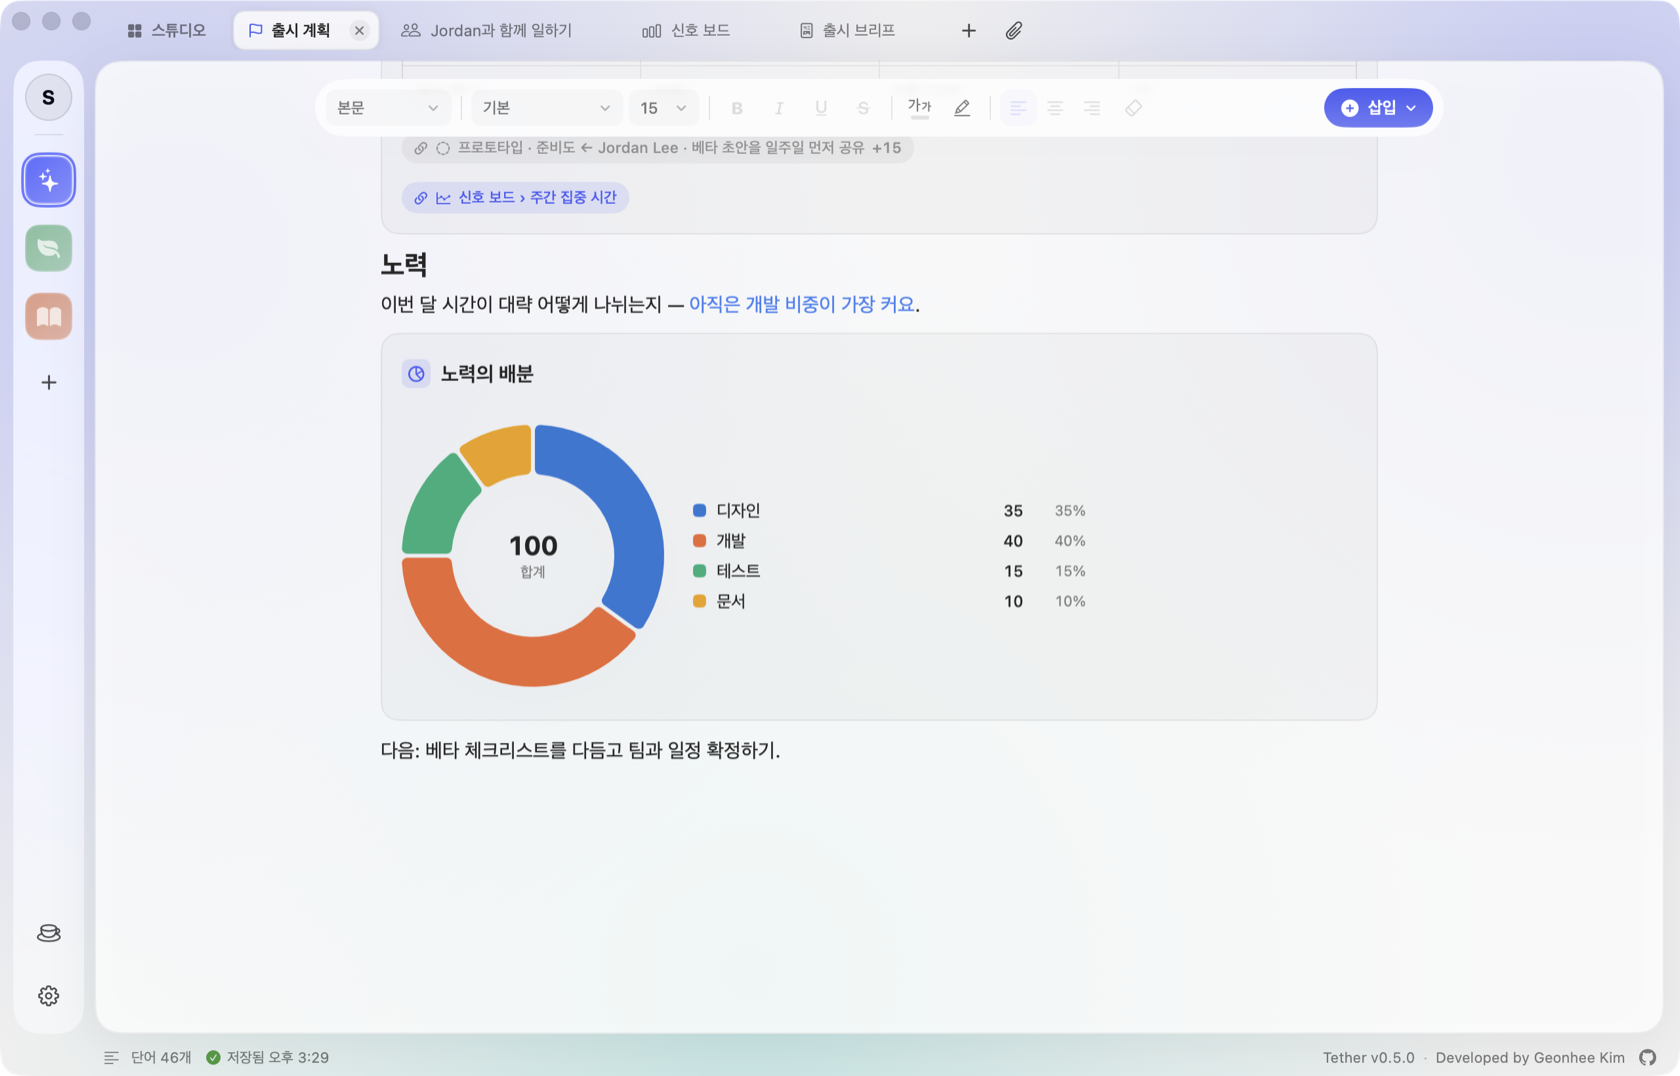 스튜디오
출시 계획
Jordan과 함께 일하기
신호 보드
출시 브리프
S
본문
기본
15
B
I
U
S
가가
삽입
프로토타입 · 준비도 ← Jordan Lee · 베타 초안을 일주일 먼저 공유 +15
신호 보드 › 주간 집중 시간
노력
이번 달 시간이 대략 어떻게 나뉘는지 — 아직은 개발 비중이 가장 커요.
노력의 배분
100
합계
디자인 35 35%
개발 40 40%
테스트 15 15%
문서 10 10%
다음: 베타 체크리스트를 다듬고 팀과 일정 확정하기.
단어 46개
저장됨 오후 3:29
Tether v0.5.0 · Developed by Geonhee Kim